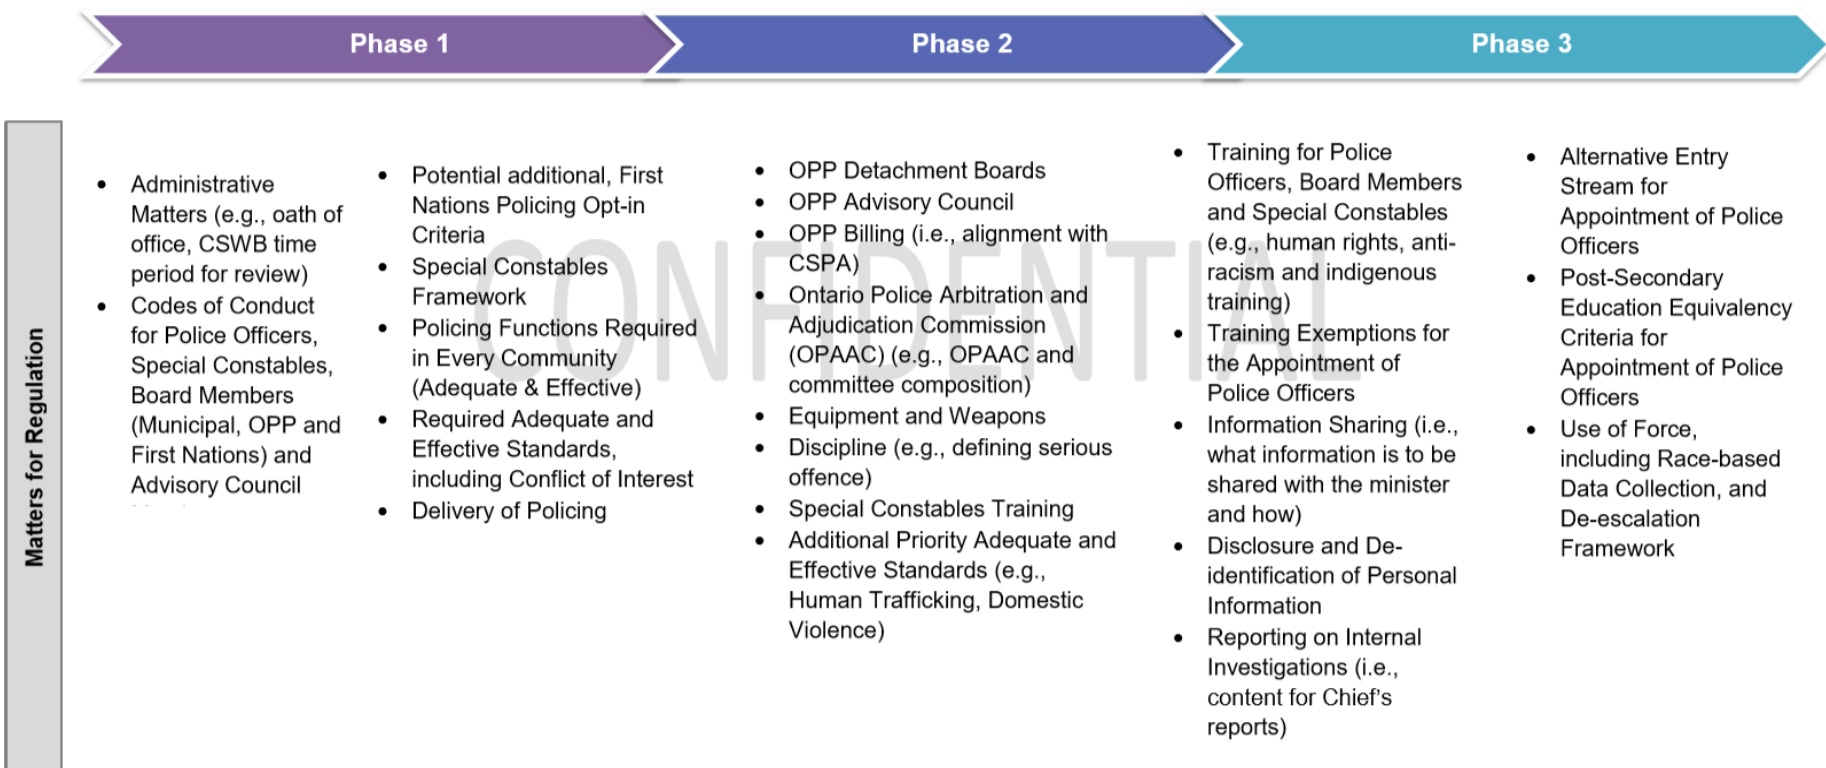 Phase 1
Phase 2
Phase 3
Matters for Regulation
• Administrative
Matters (e.g., oath of
office, CSWB time
period for review)
• Codes of Conduct
for Police Officers,
Special Constables,
Board Members
(Municipal, OPP and
First Nations) and
Advisory Council
• Potential additional, First
Nations Policing Opt-in
Criteria
• Special Constables
Framework
• Policing Functions Required
in Every Community
(Adequate & Effective)
• Required Adequate and
Effective Standards,
including Conflict of Interest
• Delivery of Policing
• OPP Detachment Boards
• OPP Advisory Council
• OPP Billing (i.e., alignment with
CSPA)
• Ontario Police Arbitration and
Adjudication Commission
(OPAAC) (e.g., OPAAC and
committee composition)
• Equipment and Weapons
• Discipline (e.g., defining serious
offence)
• Special Constables Training
• Additional Priority Adequate and
Effective Standards (e.g.,
Human Trafficking, Domestic
Violence)
• Training for Police
Officers, Board Members
and Special Constables
(e.g., human rights, anti-
racism and indigenous
training)
• Training Exemptions for
the Appointment of
Police Officers
• Information Sharing (i.e.,
what information is to be
shared with the minister
and how)
• Disclosure and De-
identification of Personal
Information
• Reporting on Internal
Investigations (i.e.,
content for Chief's
reports)
• Alternative Entry
Stream for
Appointment of Police
Officers
• Post-Secondary
Education Equivalency
Criteria for
Appointment of Police
Officers
• Use of Force,
including Race-based
Data Collection, and
De-escalation
Framework
CONFIDENTIAL